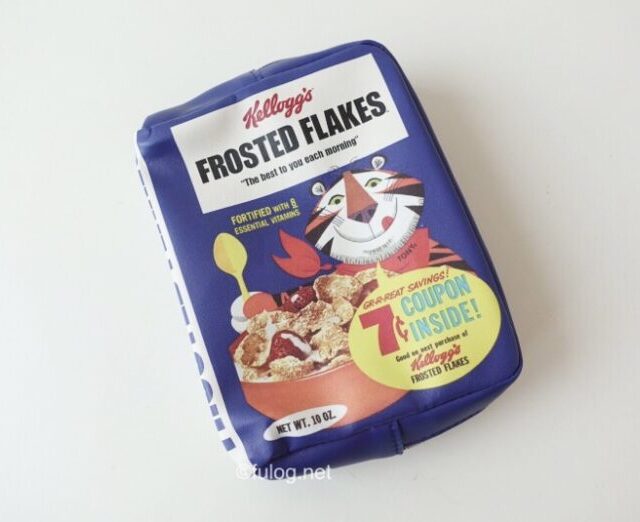 Kellogg's
FROSTED FLAKES
"The best to you each morning"
FORTIFIED WITH 6
ESSENTIAL VITAMINS
TONY
GR-R-REAT SAVINGS!
7¢ COUPON
INSIDE!
Good on next purchase of
Kellogg's
FROSTED FLAKES
NET WT. 10 OZ.
©fulog.net